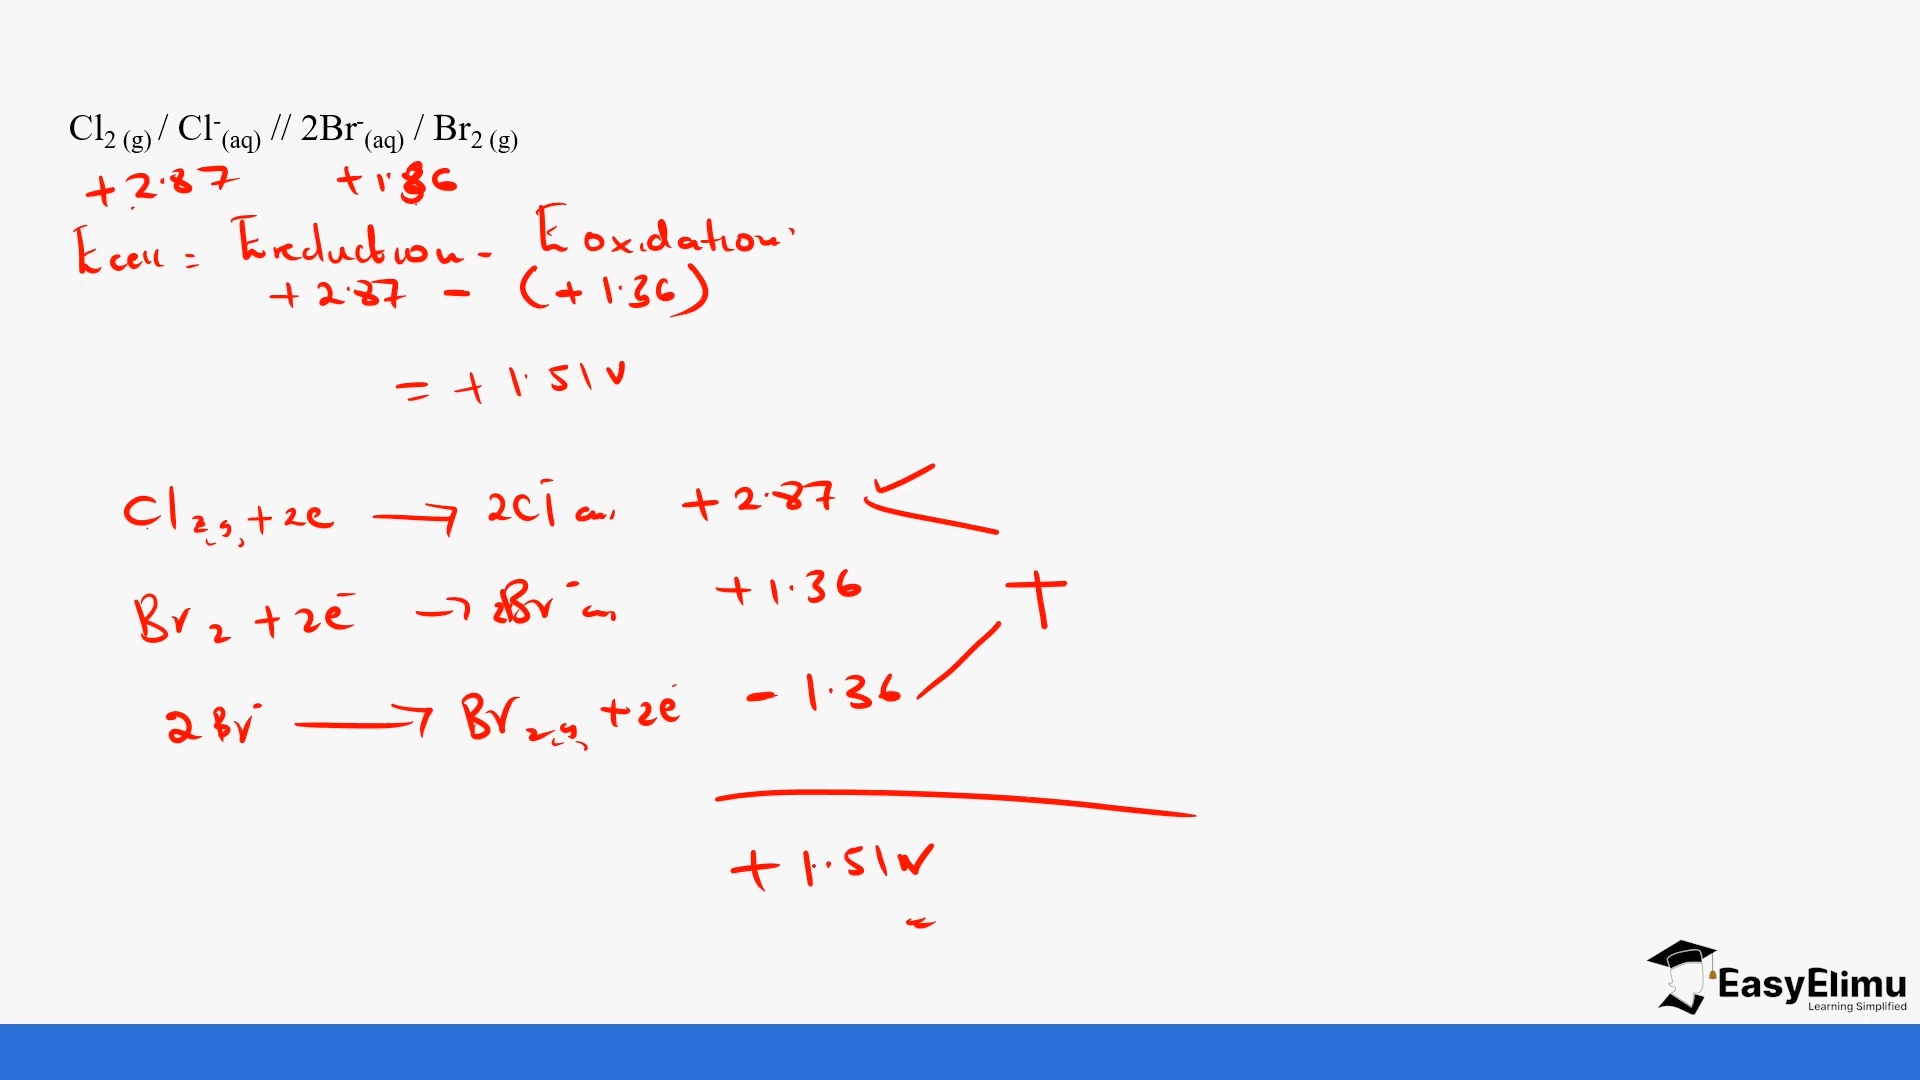 Cl₂ (g) / Cl⁻(aq) // 2Br⁻(aq) / Br₂ (g)
+2.87 +1.36
Ecell = Ereduction - Eoxidation.
+2.87 - (+1.36)
= +1.51V
Cl₂(g) + 2e → 2Cl⁻ +2.87
Br₂ + 2e⁻ → 2Br⁻ +1.36
+
2Br⁻ → Br₂(g) + 2e⁻ - 1.36
+1.51V
EasyElimu
Learning Simplified